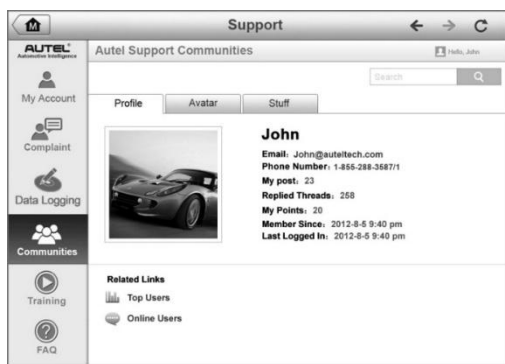 M
Support
AUTEL
Automotive Intelligence
Autel Support Communities
Hello, John
Search
My Account
Profile
Avatar
Stuff
Complaint
John
Email: John@auteltech.com
Phone Number: 1-855-288-3587/1
My post: 23
Replied Threads: 258
My Points: 20
Member Since: 2012-8-5 9:40 pm
Last Logged In: 2012-8-5 9:40 pm
Data Logging
Communities
Related Links
Top Users
Online Users
Training
FAQ